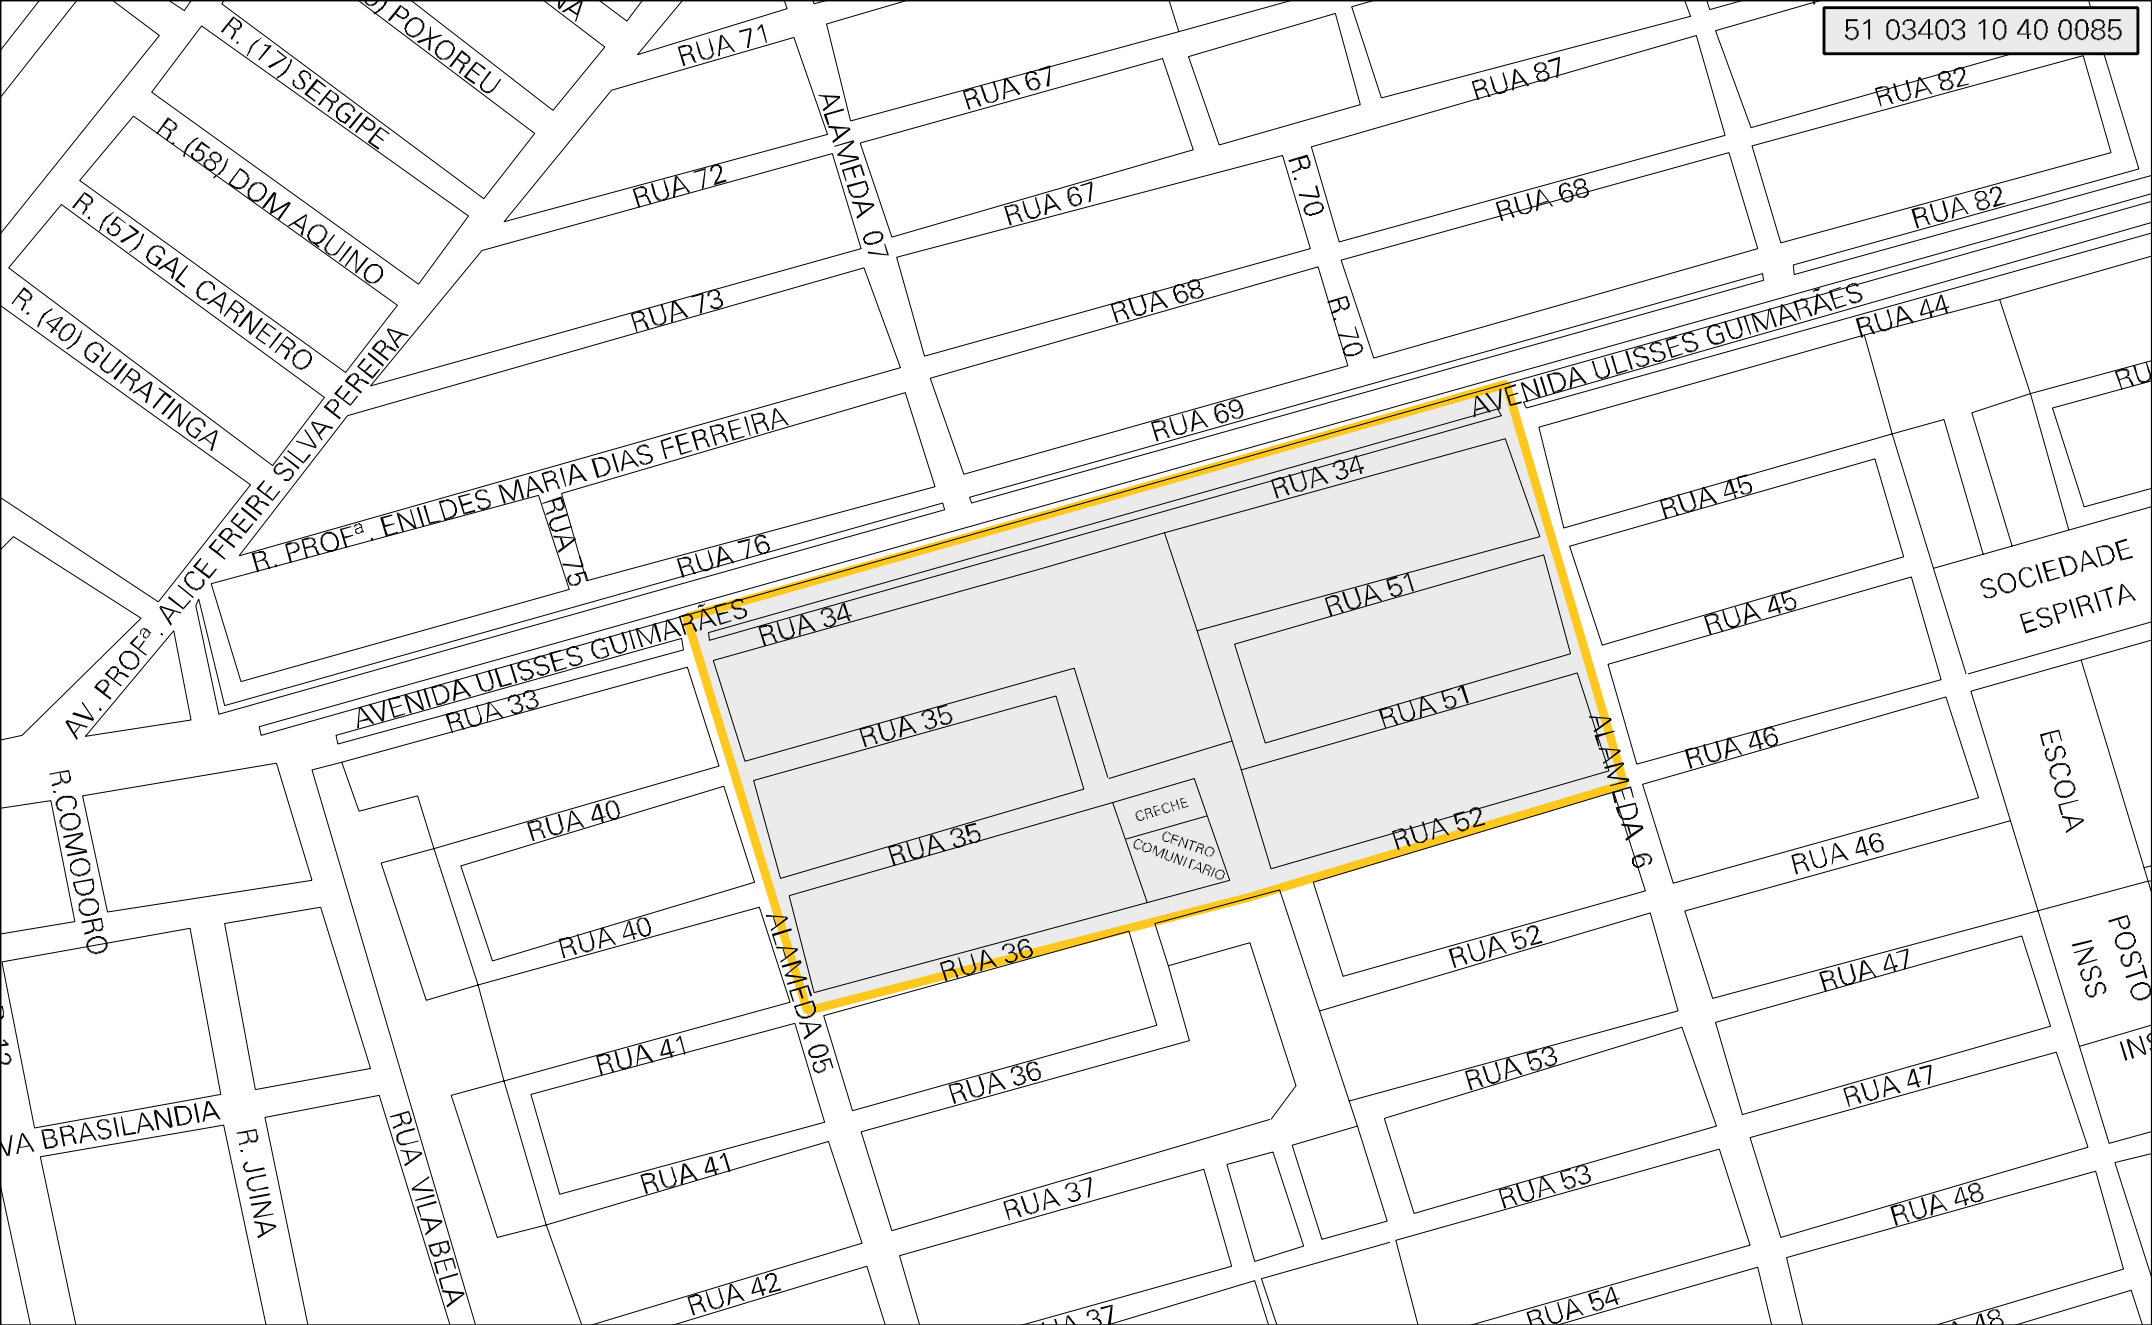 51 03403 10 40 0085
POXOREU
R. (17) SERGIPE
RUA 71
RUA 67
RUA 87
RUA 82
R. (58) DOM AQUINO
ALAMEDA 07
RUA 72
RUA 67
R. 70
RUA 68
RUA 82
R. (57) GAL CARNEIRO
R. (40) GUIRATINGA
RUA 73
RUA 68
R. 70
AVENIDA ULISSES GUIMARÃES
RUA 44
AV. PROFª. ALICE FREIRE SILVA PEREIRA
R. PROFª. ENILDES MARIA DIAS FERREIRA
RUA 69
RUA 75
RUA 76
RUA 34
RUA 45
RUA 34
RUA 51
RUA 45
SOCIEDADE
ESPIRITA
AVENIDA ULISSES GUIMARÃES
RUA 33
RUA 35
RUA 51
ALAMEDA 6
RUA 46
ESCOLA
R.COMODORO
RUA 40
RUA 35
CRECHE
CENTRO
COMUNITARIO
RUA 52
RUA 46
RUA 40
ALAMEDA 05
RUA 36
RUA 52
RUA 47
POSTO
INSS
RUA 41
RUA 36
RUA 53
RUA 47
VA BRASILANDIA
R. JUINA
RUA VILA BELA
RUA 41
RUA 37
RUA 53
RUA 48
RUA 42
RUA 54
37
48